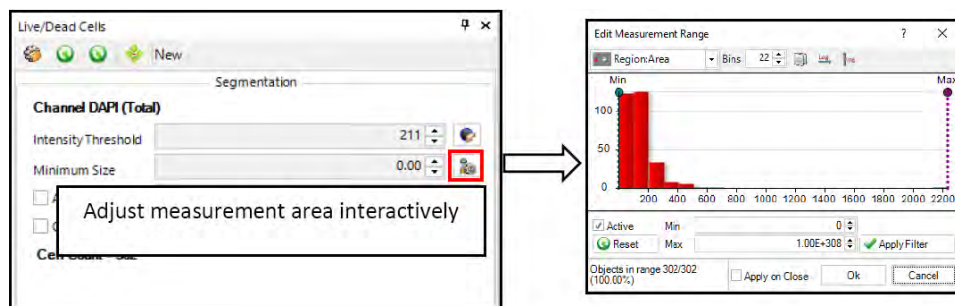 Live/Dead Cells
New
Segmentation
Channel DAPI (Total)
Intensity Threshold 211
Minimum Size 0.00
Adjust measurement area interactively
Edit Measurement Range ?
Region:Area Bins 22
Min Max
100
50
0
200 400 600 800 1000 1200 1400 1600 1800 2000 2200
Active Min 0
Reset Max 1.00E+308 Apply Filter
Objects in range 302/302
(100.00%) Apply on Close Ok Cancel